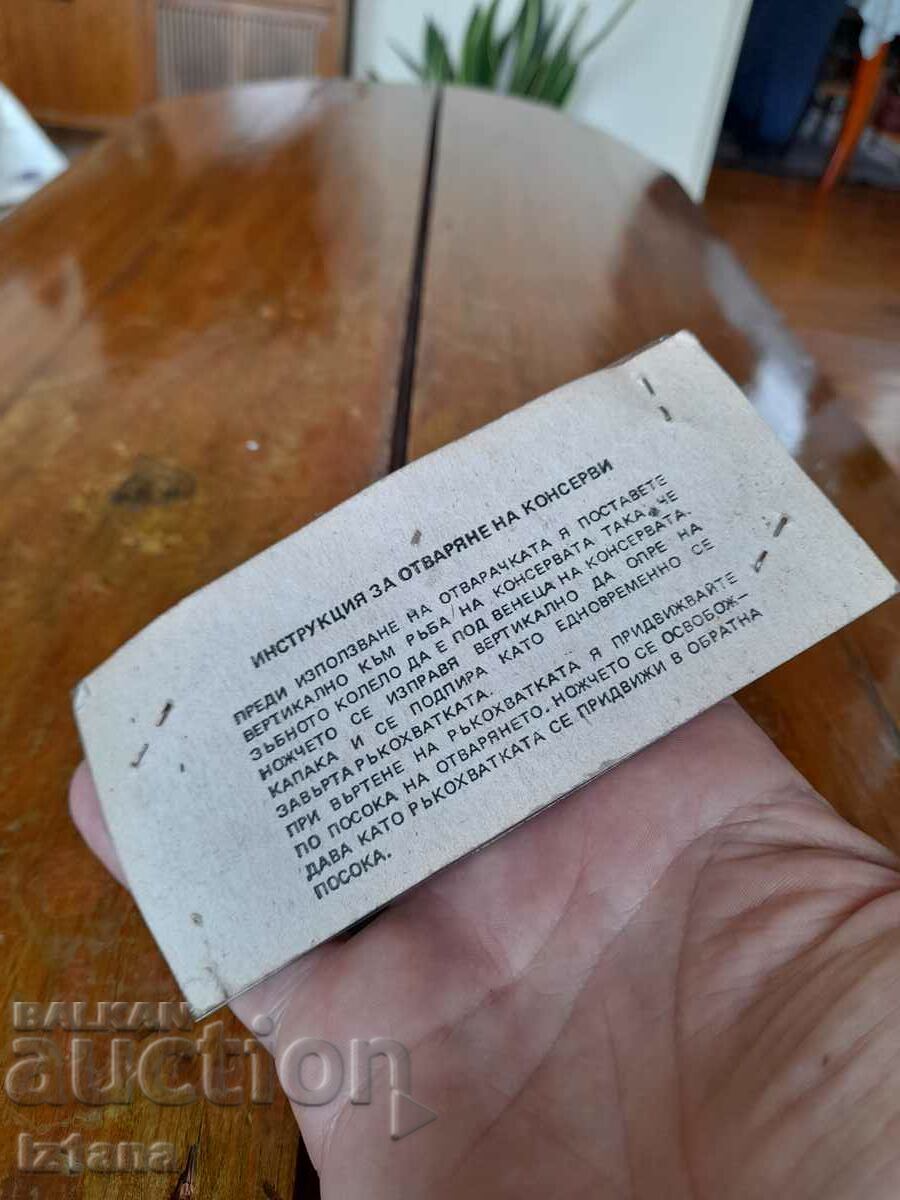 ИНСТРУКЦИЯ ЗА ОТВАРЯНЕ НА КОНСЕРВИ
ПРЕДИ ИЗПОЛЗВАНЕ НА ОТВАРАЧКАТА Я ПОСТАВЕТЕ
ВЕРТИКАЛНО КЪМ РЪБА/НА КОНСЕРВАТА ТАКА, ЧЕ
ЗЪБНОТО КОЛЕЛО ДА Е ПОД ВЕНЕЦА НА КОНСЕРВАТА.
НОЖЧЕТО СЕ ИЗПРАВЯ ВЕРТИКАЛНО ДА ОПРЕ НА
КАПАКА И СЕ ПОДПИРА КАТО ЕДНОВРЕМЕННО СЕ
ЗАВЪРТА РЪКОХВАТКАТА.
ПРИ ВЪРТЕНЕ НА РЪКОХВАТКАТА Я ПРИДВИЖВАЙТЕ
ПО ПОСОКА НА ОТВАРЯНЕТО. НОЖЧЕТО СЕ ОСВОБОЖ-
ДАВА КАТО РЪКОХВАТКАТА СЕ ПРИДВИЖИ В ОБРАТНА
ПОСОКА.
BALKAN
auction
Iztana